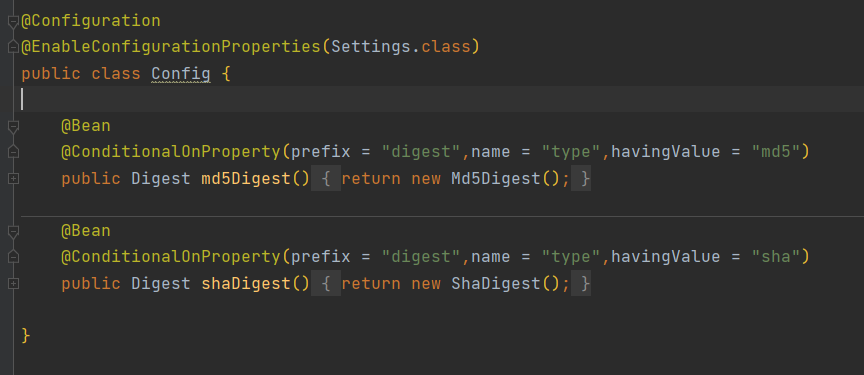 @Configuration
@EnableConfigurationProperties(Settings.class)
public class Config {
@Bean
@ConditionalOnProperty(prefix = "digest",name = "type",havingValue = "md5")
public Digest md5Digest() { return new Md5Digest(); }
@Bean
@ConditionalOnProperty(prefix = "digest",name = "type",havingValue = "sha")
public Digest shaDigest() { return new ShaDigest(); }
}